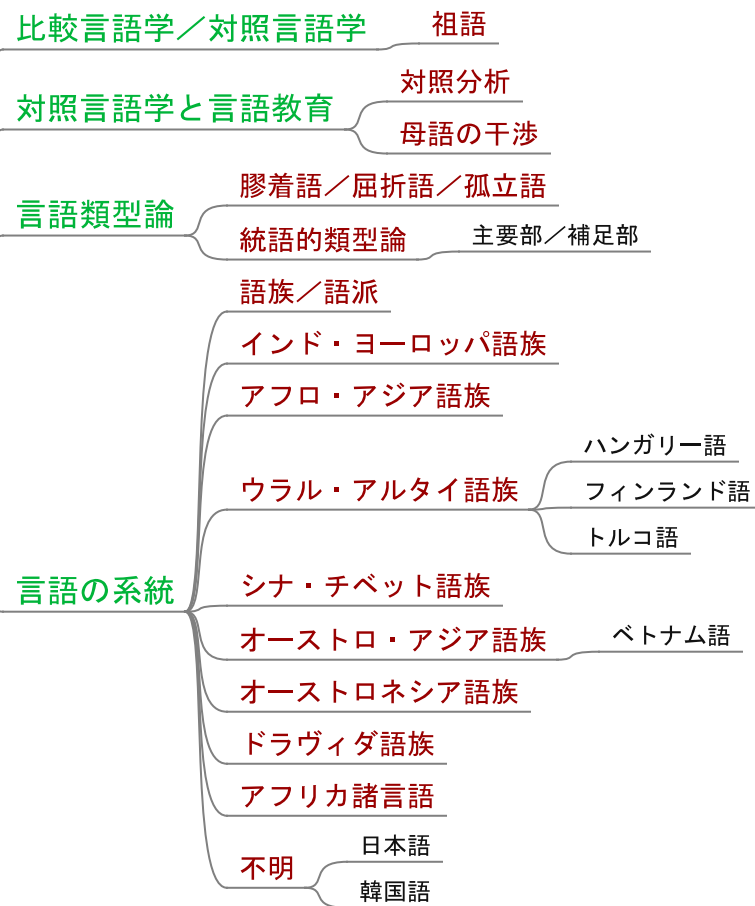 比較言語学／対照言語学
祖語
対照言語学と言語教育
対照分析
母語の干渉
言語類型論
膠着語／屈折語／孤立語
統語的類型論
主要部／補足部
言語の系統
語族／語派
インド・ヨーロッパ語族
アフロ・アジア語族
ウラル・アルタイ語族
ハンガリー語
フィンランド語
トルコ語
シナ・チベット語族
オーストロ・アジア語族
ベトナム語
オーストロネシア語族
ドラヴィダ語族
アフリカ諸言語
不明
日本語
韓国語